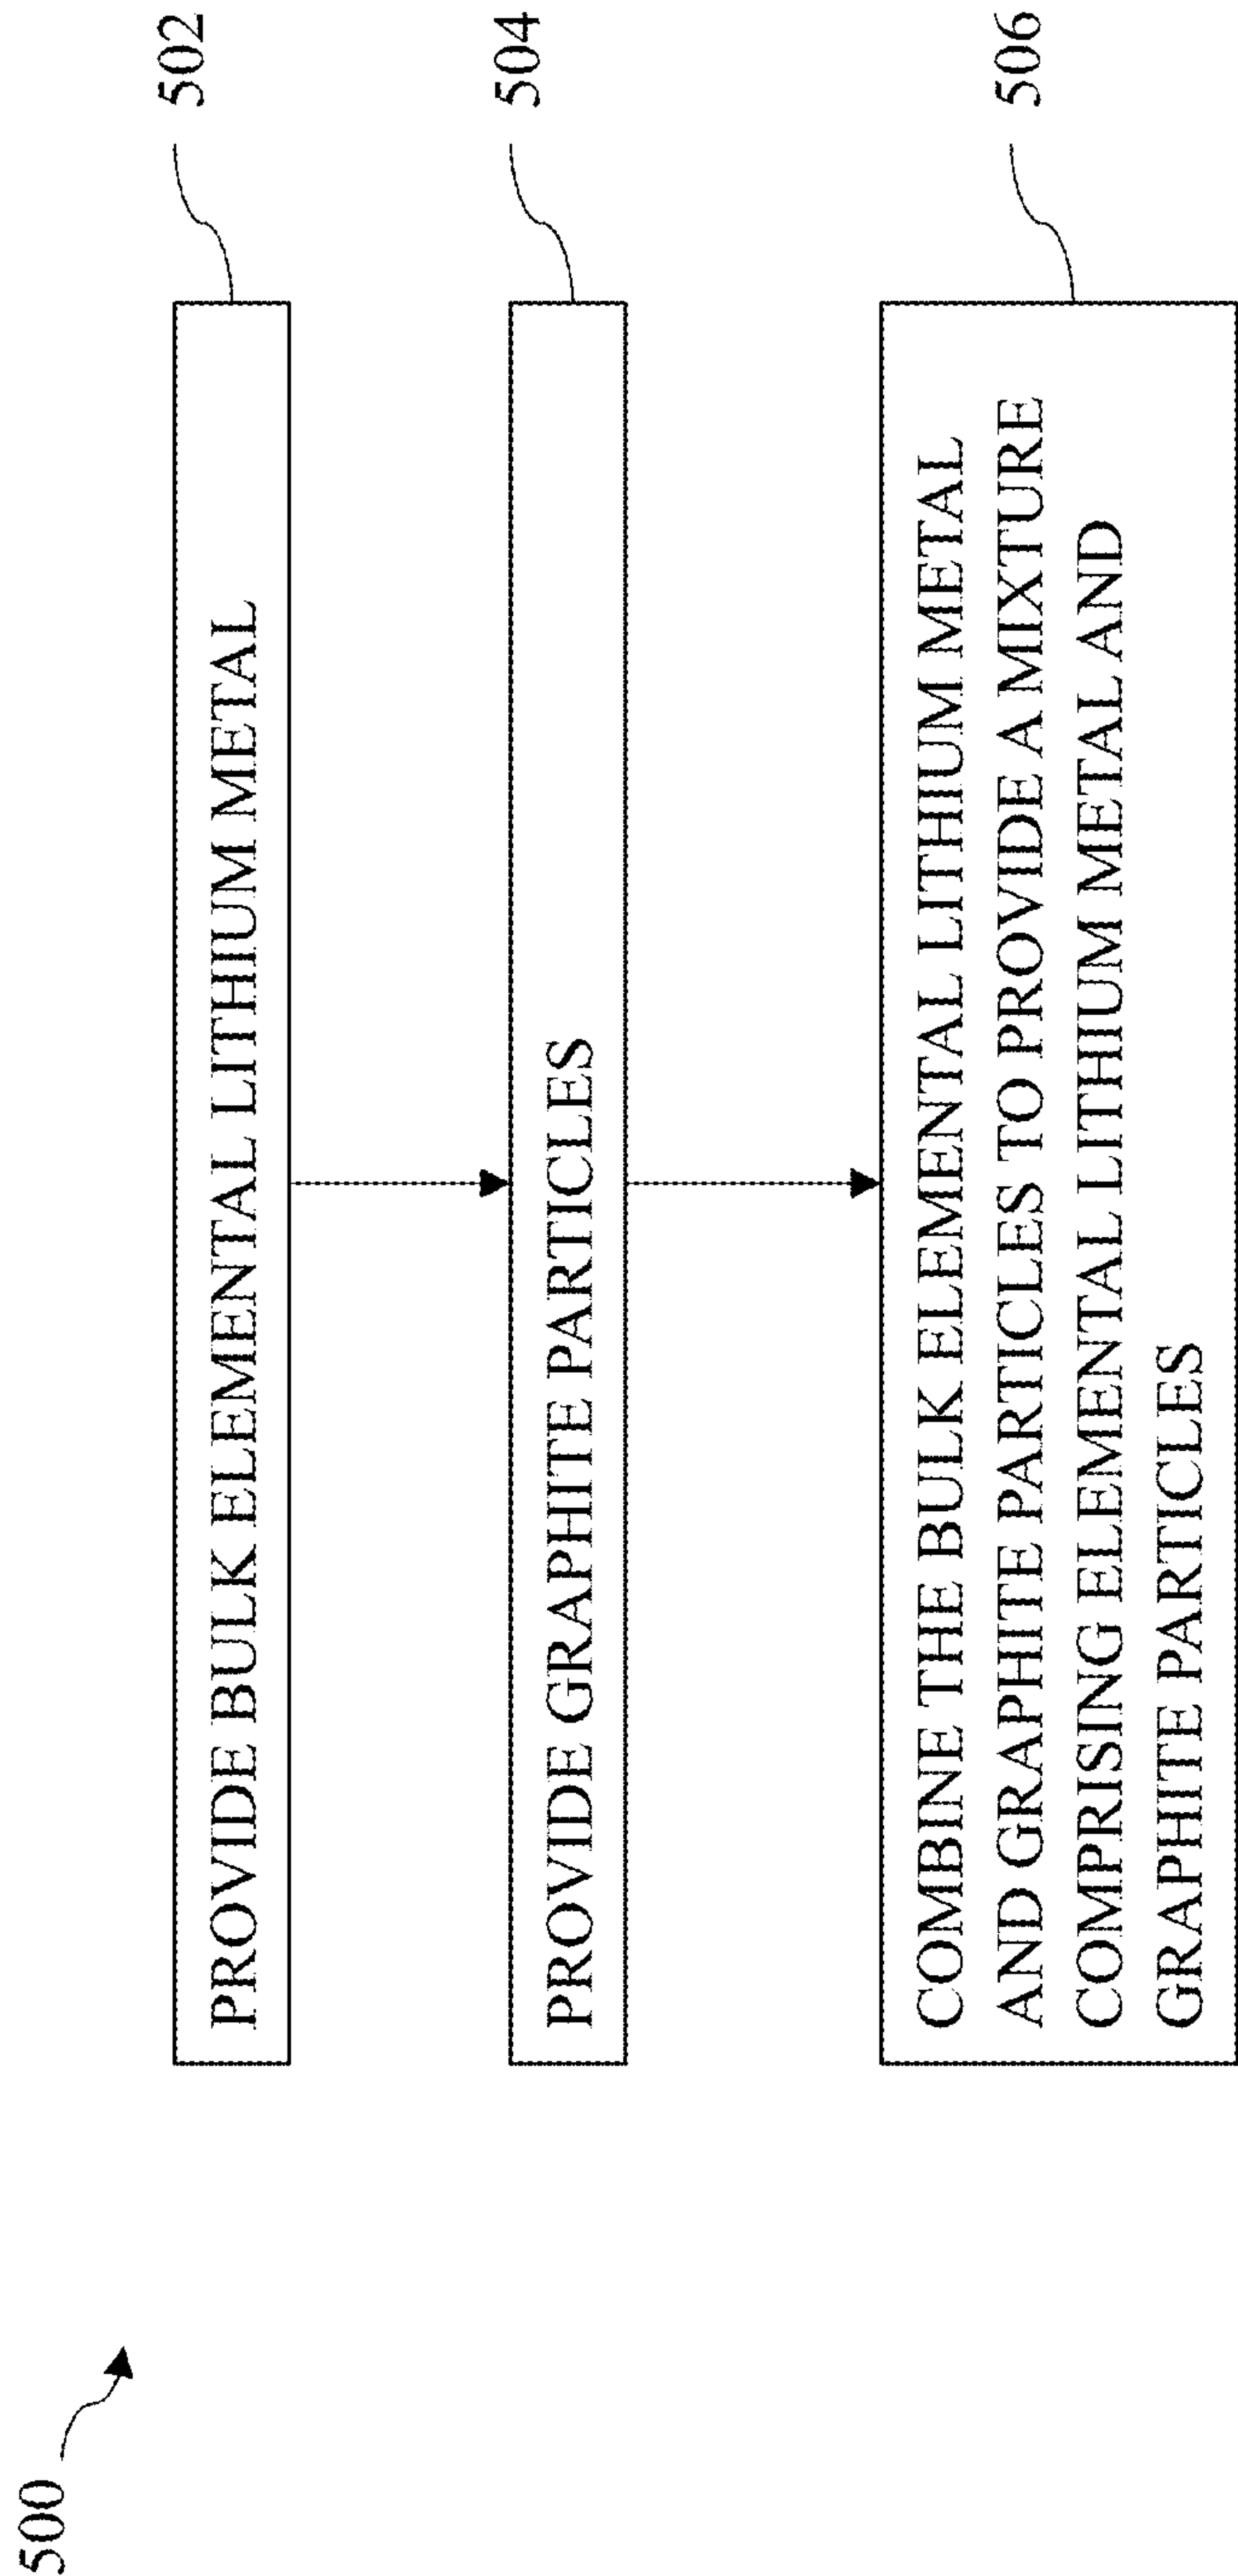 500
PROVIDE BULK ELEMENTAL LITHIUM METAL
502
PROVIDE GRAPHITE PARTICLES
504
COMBINE THE BULK ELEMENTAL LITHIUM METAL
AND GRAPHITE PARTICLES TO PROVIDE A MIXTURE
COMPRISING ELEMENTAL LITHIUM METAL AND
GRAPHITE PARTICLES
506